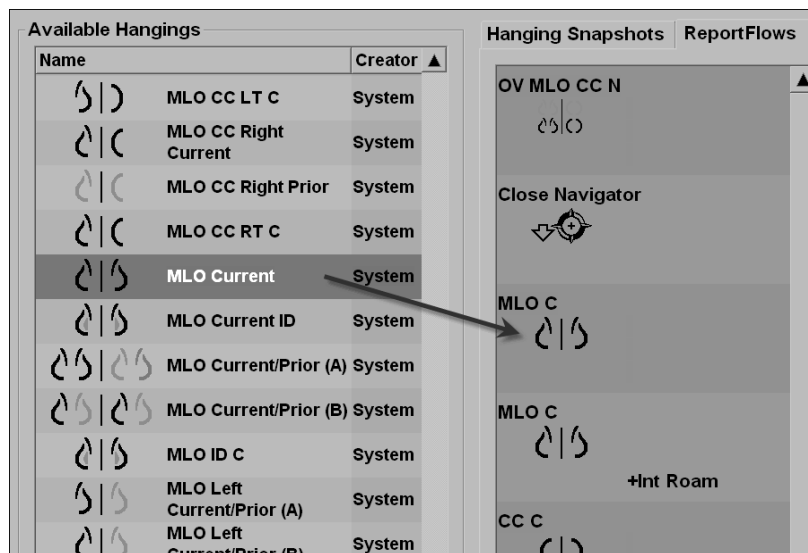 Available Hangings
Name Creator
MLO CC LT C System
MLO CC Right
Current System
MLO CC Right Prior System
MLO CC RT C System
MLO Current System
MLO Current ID System
MLO Current/Prior (A) System
MLO Current/Prior (B) System
MLO ID C System
MLO Left
Current/Prior (A) System
MLO Left
Current/Prior (B) System
Hanging Snapshots ReportFlows
OV MLO CC N
Close Navigator
MLO C
MLO C
+Int Roam
CC C